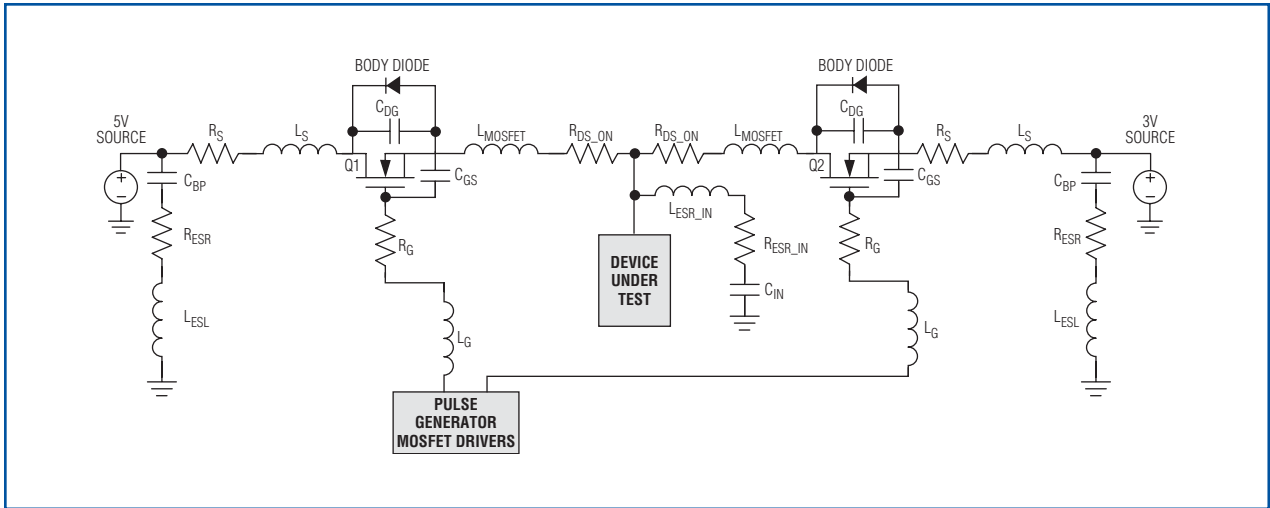 BODY DIODE
BODY DIODE
C_DG
C_DG
5V
SOURCE
R_S
L_S
L_MOSFET
R_DS_ON
R_DS_ON
L_MOSFET
R_S
L_S
3V
SOURCE
Q1
Q2
C_BP
C_GS
C_GS
C_BP
L_ESR_IN
R_ESR
R_G
R_ESR_IN
R_G
R_ESR
DEVICE
UNDER
TEST
C_IN
L_ESL
L_G
L_G
L_ESL
PULSE
GENERATOR
MOSFET DRIVERS